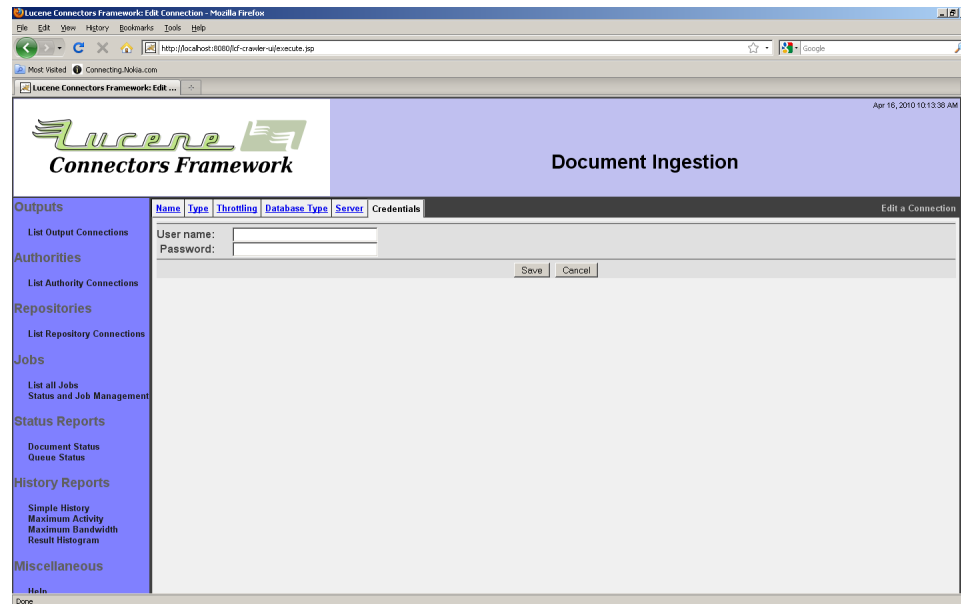 Lucene Connectors Framework: Edit Connection - Mozilla Firefox
File Edit View History Bookmarks Tools Help
http://localhost:8080/lcf-crawler-ui/execute.jsp
Google
Most Visited Connecting.Nokia.com
Lucene Connectors Framework: Edit ...
Apr 16, 2010 10:13:38 AM
Lucene
Connectors Framework
Document Ingestion
Name Type Throttling Database Type Server Credentials Edit a Connection
User name:
Password:
Save Cancel
Outputs
List Output Connections
Authorities
List Authority Connections
Repositories
List Repository Connections
Jobs
List all Jobs
Status and Job Management
Status Reports
Document Status
Queue Status
History Reports
Simple History
Maximum Activity
Maximum Bandwidth
Result Histogram
Miscellaneous
Help
Done